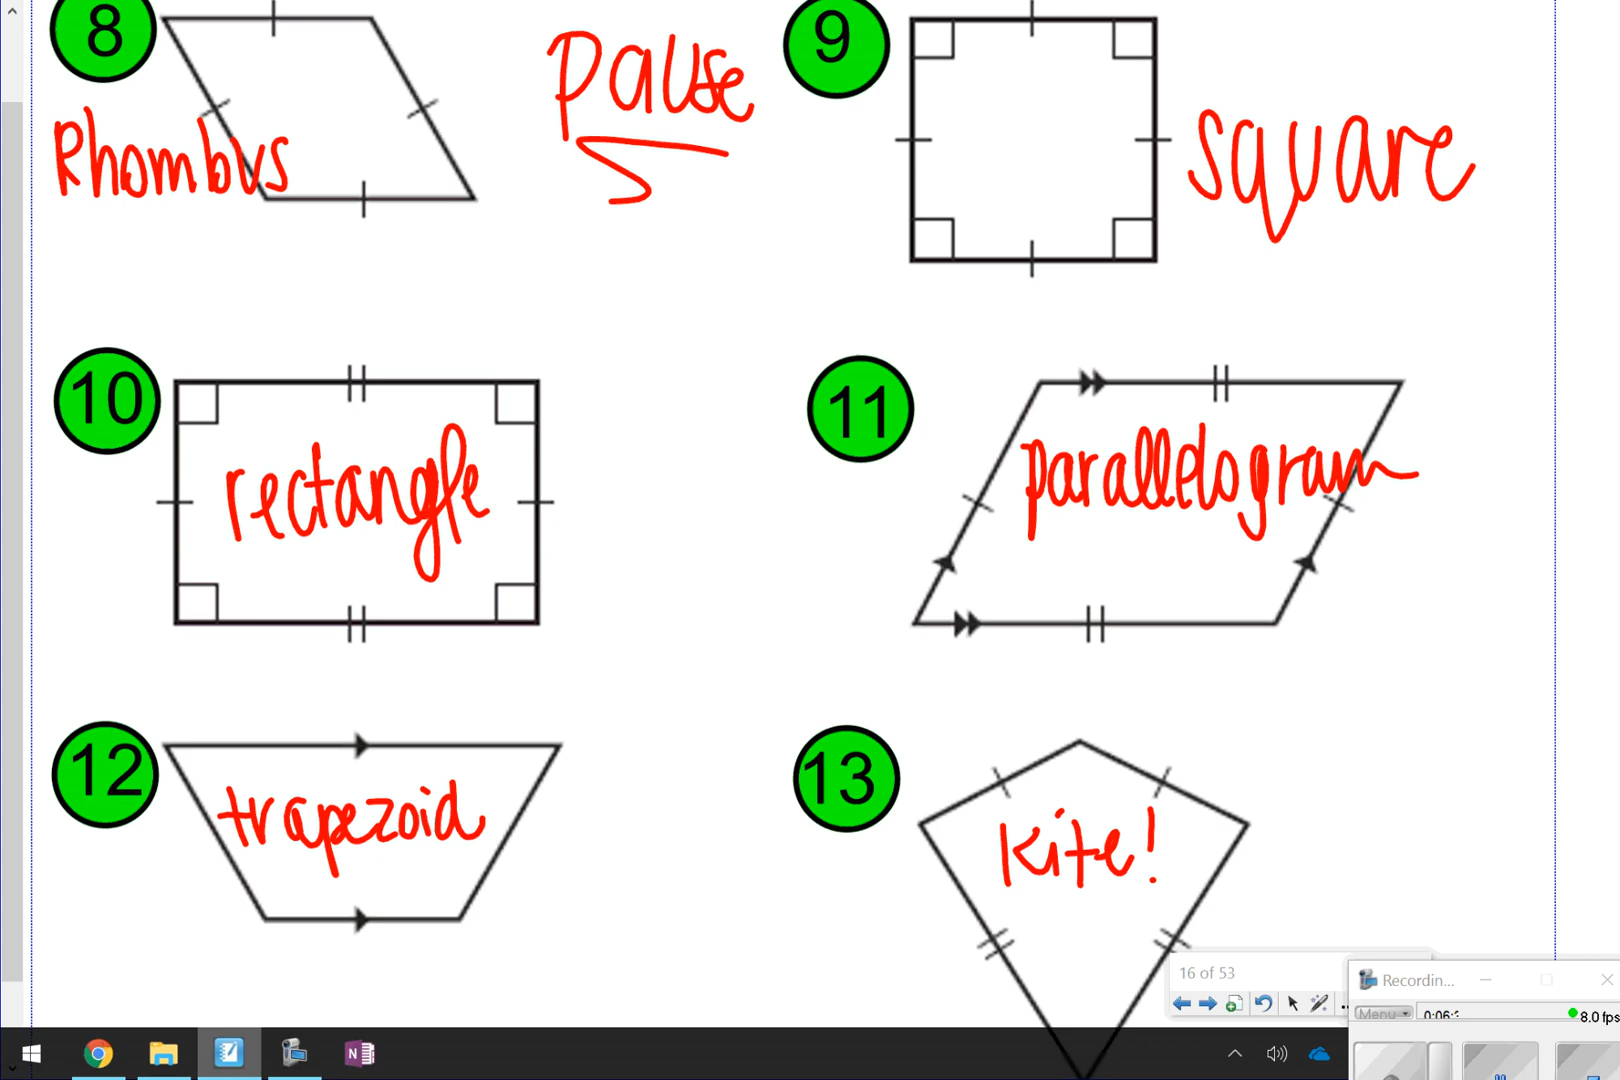 8
9
Pause
Rhombus
square
10
11
rectangle
parallelogram
12
13
trapezoid
Kite!
16 of 53
Recordin...
Menu
8.0 fps
N